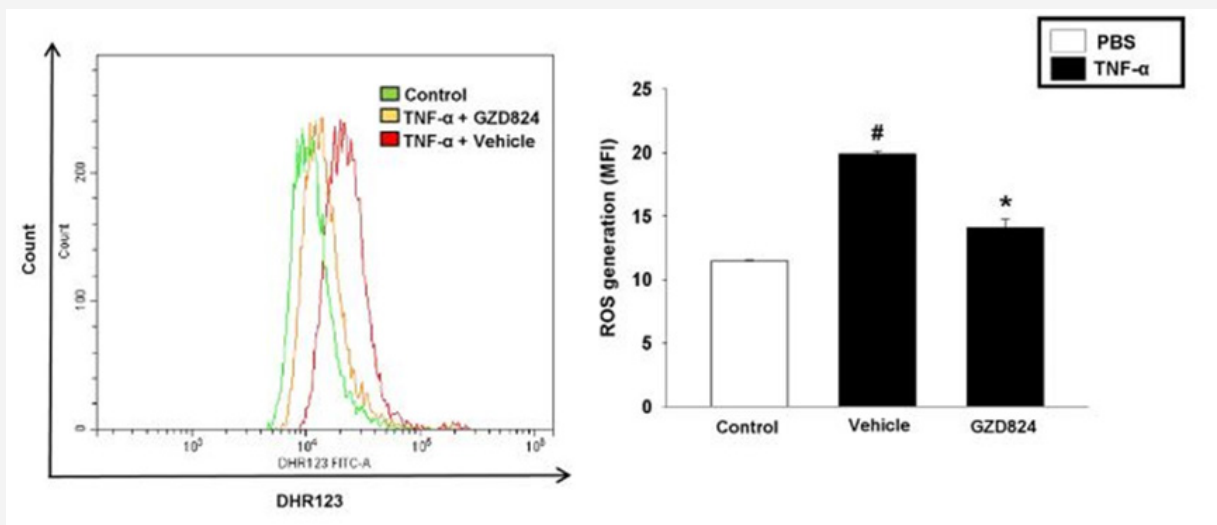 Control
TNF-α + GZD824
TNF-α + Vehicle
Count
Count
200
100
0
10³
10⁴
10⁵
DHR123 FITC-A
DHR123
PBS
TNF-α
ROS generation (MFI)
25
20
15
10
5
0
#
*
Control
Vehicle
GZD824